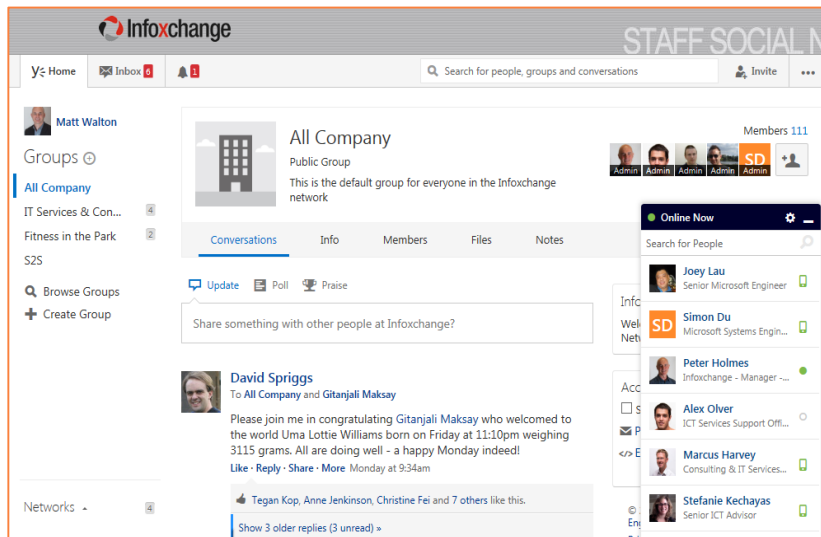 Infoxchange
STAFF SOCIAL N
Home
Inbox 6
1
Search for people, groups and conversations
Invite
Matt Walton
Groups
All Company
IT Services & Con... 4
Fitness in the Park 2
S2S
Browse Groups
Create Group
Networks 4
All Company
Public Group
This is the default group for everyone in the Infoxchange
network
Members 111
SD
Admin Admin Admin Admin Admin
Conversations Info Members Files Notes
Update Poll Praise
Share something with other people at Infoxchange?
David Spriggs
To All Company and Gitanjali Maksay
Please join me in congratulating Gitanjali Maksay who welcomed to
the world Uma Lottie Williams born on Friday at 11:10pm weighing
3115 grams. All are doing well - a happy Monday indeed!
Like · Reply · Share · More Monday at 9:34am
Tegan Kop, Anne Jenkinson, Christine Fei and 7 others like this.
Show 3 older replies (3 unread) »
Info
Wel
Netw
Acc
S
P
</> E
©
Eng
Online Now
Search for People
Joey Lau
Senior Microsoft Engineer
SD
Simon Du
Microsoft Systems Engin...
Peter Holmes
Infoxchange - Manager -...
Alex Olver
ICT Services Support Offi...
Marcus Harvey
Consulting & IT Services...
Stefanie Kechayas
Senior ICT Advisor